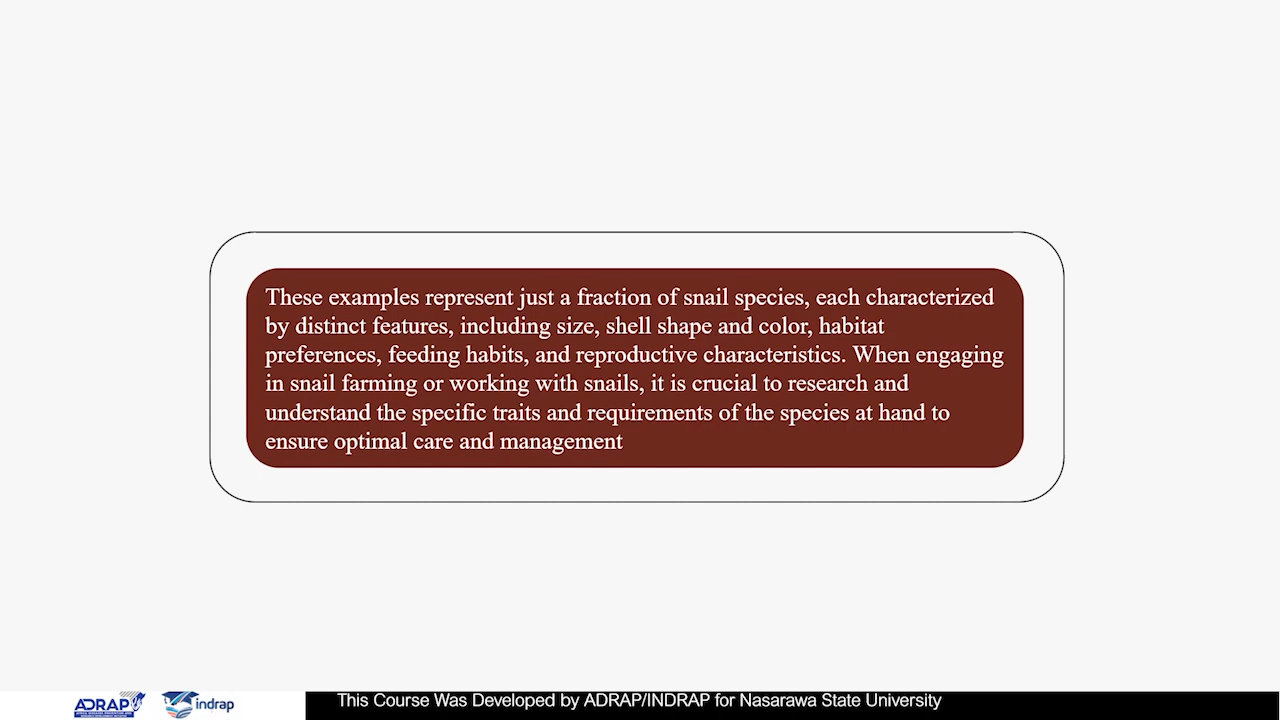 These examples represent just a fraction of snail species, each characterized
by distinct features, including size, shell shape and color, habitat
preferences, feeding habits, and reproductive characteristics. When engaging
in snail farming or working with snails, it is crucial to research and
understand the specific traits and requirements of the species at hand to
ensure optimal care and management
ADRAP
indrap
This Course Was Developed by ADRAP/INDRAP for Nasarawa State University